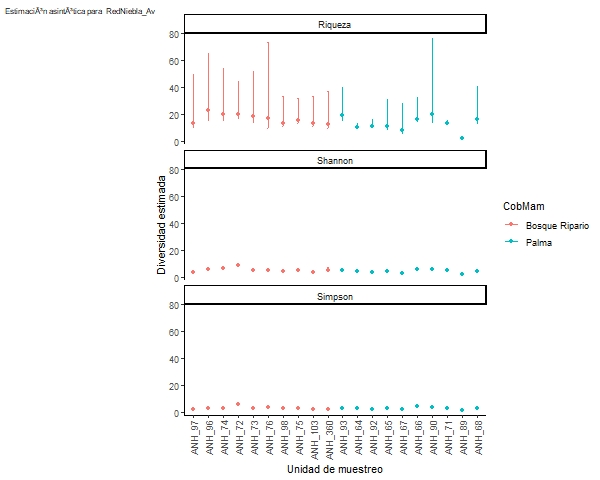 EstimaciÃ³n asintÃ³tica para RedNiebla_Av
Riqueza
80
60
40
20
0
Shannon
80
60
40
20
0
Simpson
80
60
40
20
0
Diversidad estimada
ANH_97
ANH_96
ANH_74
ANH_72
ANH_73
ANH_76
ANH_98
ANH_75
ANH_103
ANH_360
ANH_93
ANH_64
ANH_92
ANH_65
ANH_67
ANH_66
ANH_90
ANH_71
ANH_89
ANH_68
Unidad de muestreo
CobMam
Bosque Ripario
Palma